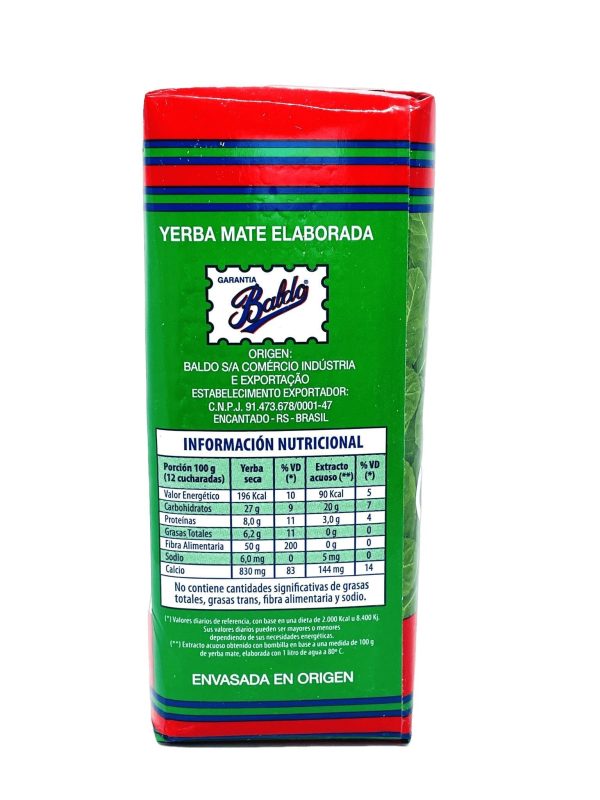 YERBA MATE ELABORADA
GARANTIA
Baldo
ORIGEN:
BALDO S/A COMÉRCIO INDÚSTRIA
E EXPORTAÇÃO
ESTABELECIMIENTO EXPORTADOR:
C.N.P.J. 91.473.678/0001-47
ENCANTADO - RS - BRASIL
INFORMACIÓN NUTRICIONAL
Porción 100 g (12 cucharadas) Yerba seca % VD (*) Extracto acuoso (**) % VD (*)
Valor Energético 196 Kcal 10 90 Kcal 5
Carbohidratos 27 g 9 20 g 7
Proteínas 8,0 g 11 3,0 g 4
Grasas Totales 6,2 g 11 0 g 0
Fibra Alimentaria 50 g 200 0 g 0
Sodio 6,0 mg 0 5 mg 0
Calcio 830 mg 83 144 mg 14
No contiene cantidades significativas de grasas
totales, grasas trans, fibra alimentaria y sodio.
(*) Valores diarios de referencia, con base en una dieta de 2.000 Kcal u 8.400 Kj.
Sus valores diarios pueden ser mayores o menores
dependiendo de sus necesidades energéticas.
(**) Extracto acuoso obtenido con bombilla en base a una medida de 100 g
de yerba mate, elaborada con 1 litro de agua a 80º C.
ENVASADA EN ORIGEN